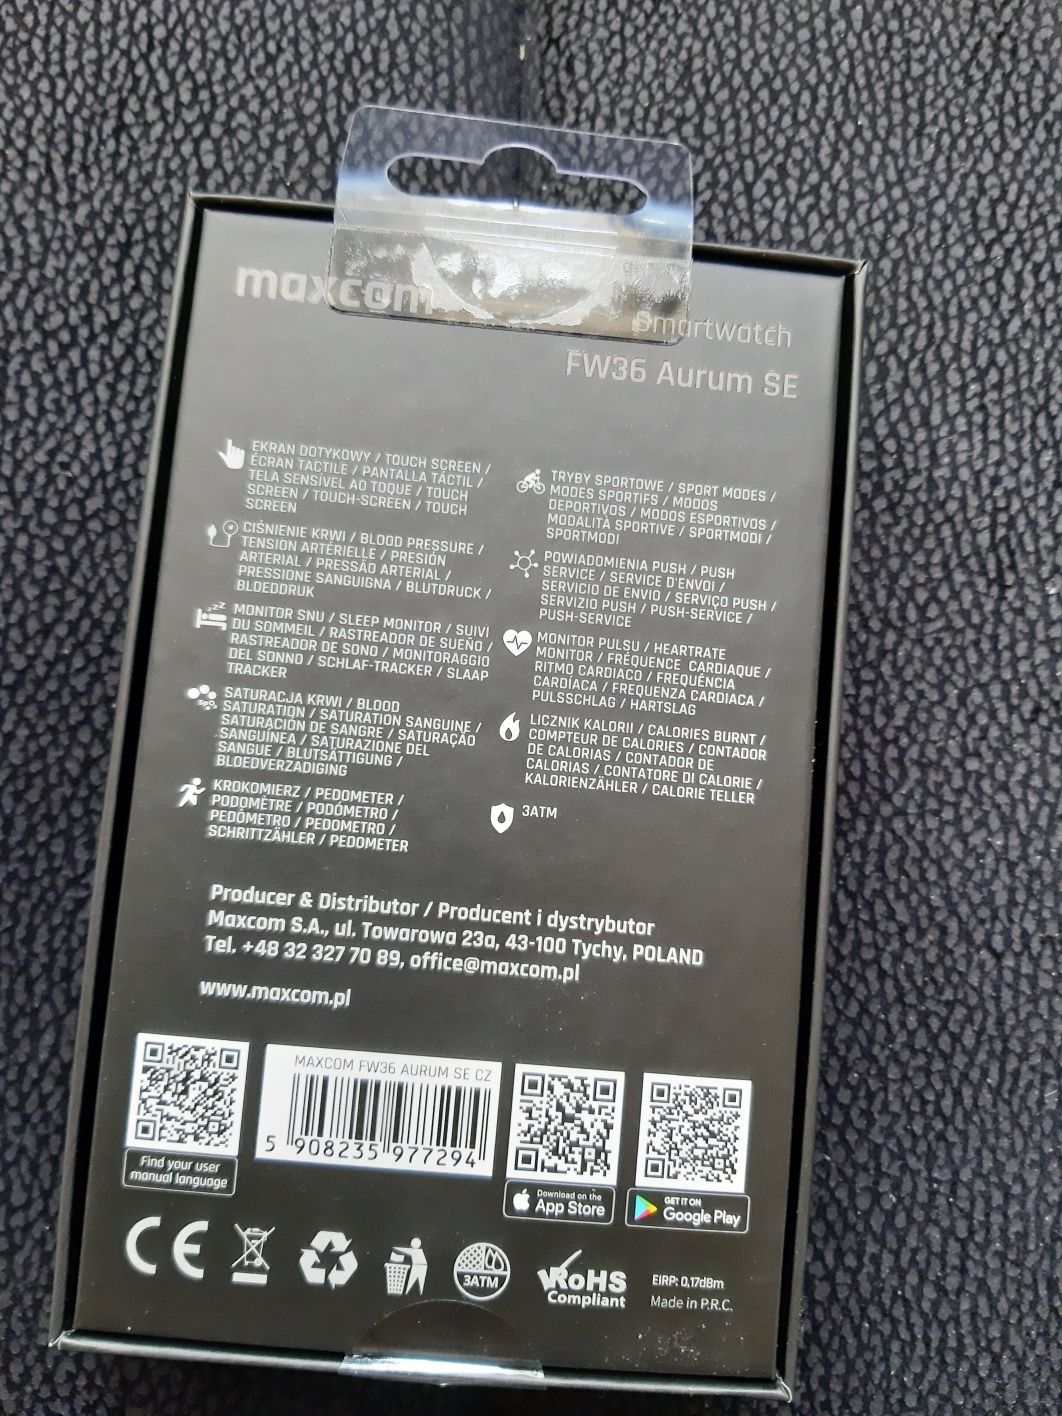 maxcom
Smartwatch
FW36 Aurum SE
EKRAN DOTYKOWY / TOUCH SCREEN /
ÉCRAN TACTILE / PANTALLA TÁCTIL /
TELA SENSÍVEL AO TOQUE / TOUCH
SCREEN / TOUCH-SCREEN / TOUCH
SCREEN
CIŚNIENIE KRWI / BLOOD PRESSURE /
TENSION ARTÉRIELLE / PRESIÓN
ARTERIAL / PRESSÃO ARTERIAL /
PRESSIONE SANGUIGNA / BLUTDRUCK /
BLOEDDRUK
MONITOR SNU / SLEEP MONITOR / SUIVI
DU SOMMEIL / RASTREADOR DE SUEÑO /
RASTREADOR DE SONO / MONITORAGGIO
DEL SONNO / SCHLAF-TRACKER / SLAAP
TRACKER
SpO₂
SATURACJA KRWI / BLOOD
SATURATION / SATURATION SANGUINE /
SATURACIÓN DE SANGRE / SATURAÇÃO
SANGUÍNEA / SATURAZIONE DEL
SANGUE / BLUTSÄTTIGUNG /
BLOEDVERZADIGING
KROKOMIERZ / PEDOMETER /
PODOMÈTRE / PODÓMETRO /
PEDÔMETRO / PEDOMETRO /
SCHRITTZÄHLER / PEDOMETER
TRYBY SPORTOWE / SPORT MODES /
MODES SPORTIFS / MODOS
DEPORTIVOS / MODOS ESPORTIVOS /
MODALITÀ SPORTIVE / SPORTMODI /
SPORTMODI
POWIADOMIENIA PUSH / PUSH
SERVICE / SERVICE D'ENVOI /
SERVICIO DE ENVIO / SERVIÇO PUSH /
SERVIZIO PUSH / PUSH-SERVICE /
PUSH-SERVICE
MONITOR PULSU / HEARTRATE
MONITOR / FRÉQUENCE CARDIAQUE /
RITMO CARDIACO / FREQUÊNCIA
CARDÍACA / FREQUENZA CARDIACA /
PULSSCHLAG / HARTSLAG
LICZNIK KALORII / CALORIES BURNT /
COMPTEUR DE CALORIES / CONTADOR
DE CALORIAS / CONTADOR DE
CALORIAS / CONTATORE DI CALORIE /
KALORIENZÄHLER / CALORIE TELLER
3ATM
Producer & Distributor / Producent i dystrybutor
Maxcom S.A., ul. Towarowa 23a, 43-100 Tychy, POLAND
Tel. +48 32 327 70 89, office@maxcom.pl
www.maxcom.pl
Find your user
manual language
MAXCOM FW36 AURUM SE CZ
5 908235 977294
Download on the
App Store
GET IT ON
Google Play
CE
3ATM
RoHS
Compliant
EIRP: 0,17dBm
Made in P.R.C.